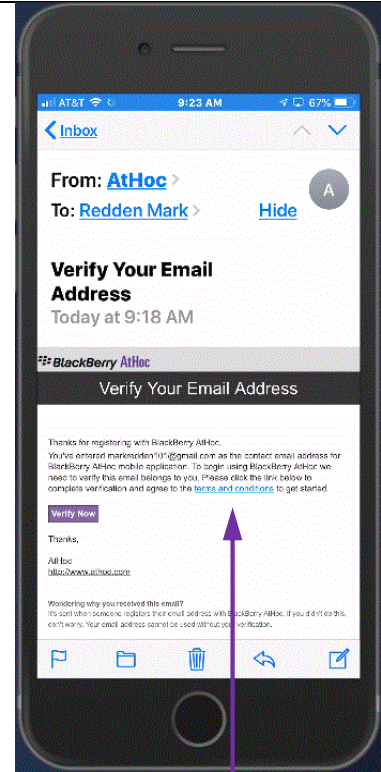 AT&T 9:23 AM 67%
Inbox
From: AtHoc
A
To: Redden Mark Hide
Verify Your Email
Address
Today at 9:18 AM
BlackBerry AtHoc
Verify Your Email Address
Thanks for registering with BlackBerry AtHoc.
You've entered markredden101@gmail.com as the contact email address for
BlackBerry AtHoc mobile application. To begin using BlackBerry AtHoc we
need to verify this email belongs to you. Please click the link below to
complete verification and agree to the terms and conditions to get started.
Verify Now
Thanks,
AtHoc
http://www.athoc.com
Wondering why you received this email?
It's sent when someone registers their email address with BlackBerry AtHoc. If you didn't do this,
don't worry. Your email address cannot be used without your verification.